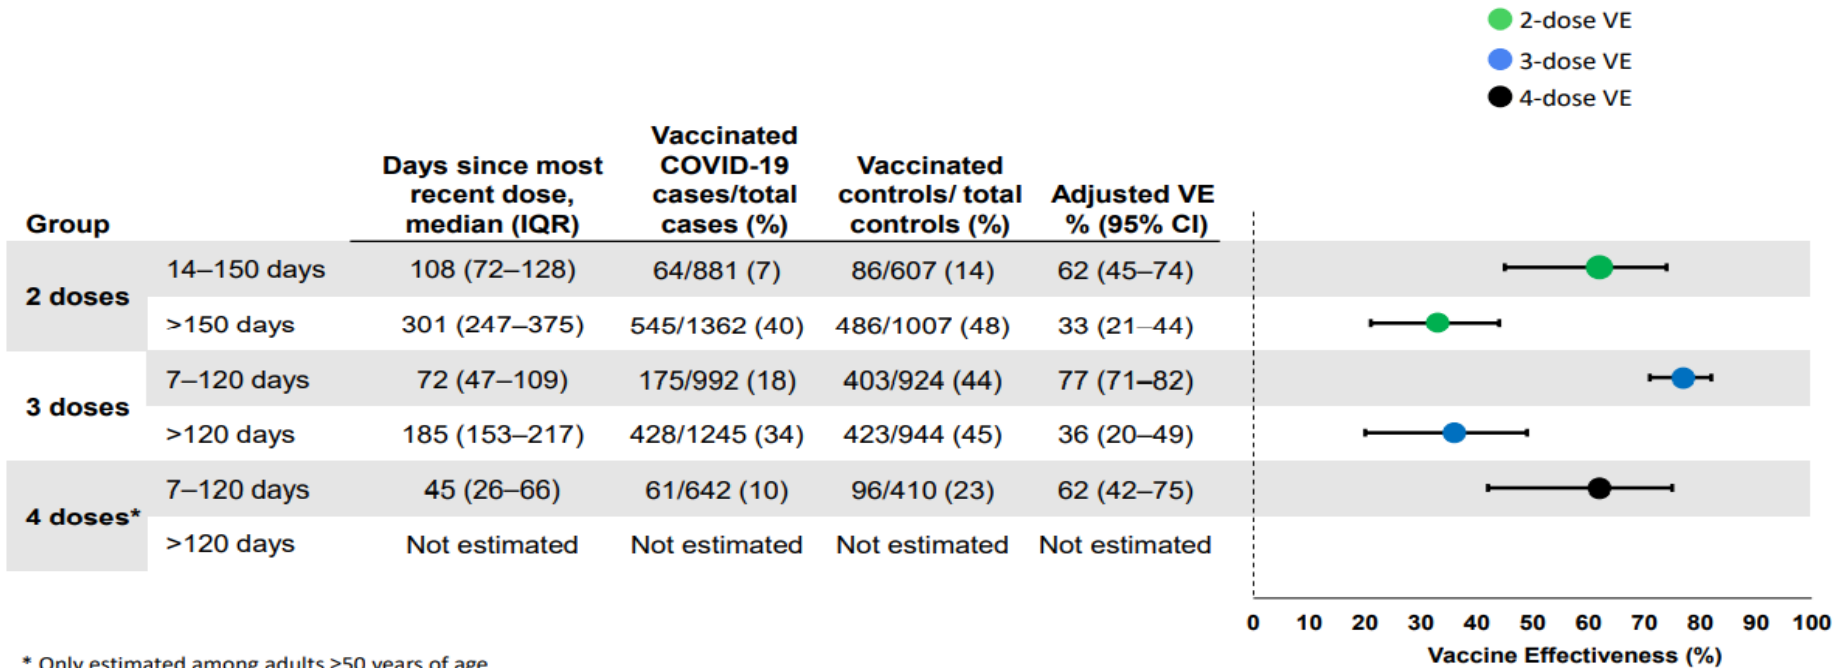 2-dose VE
3-dose VE
4-dose VE
Group
Days since most recent dose, median (IQR)
Vaccinated COVID-19 cases/total cases (%)
Vaccinated controls/ total controls (%)
Adjusted VE % (95% CI)
2 doses
14–150 days 108 (72–128) 64/881 (7) 86/607 (14) 62 (45–74)
>150 days 301 (247–375) 545/1362 (40) 486/1007 (48) 33 (21–44)
3 doses
7–120 days 72 (47–109) 175/992 (18) 403/924 (44) 77 (71–82)
>120 days 185 (153–217) 428/1245 (34) 423/944 (45) 36 (20–49)
4 doses*
7–120 days 45 (26–66) 61/642 (10) 96/410 (23) 62 (42–75)
>120 days Not estimated Not estimated Not estimated Not estimated
0 10 20 30 40 50 60 70 80 90 100
Vaccine Effectiveness (%)
* Only estimated among adults ≥50 years of age